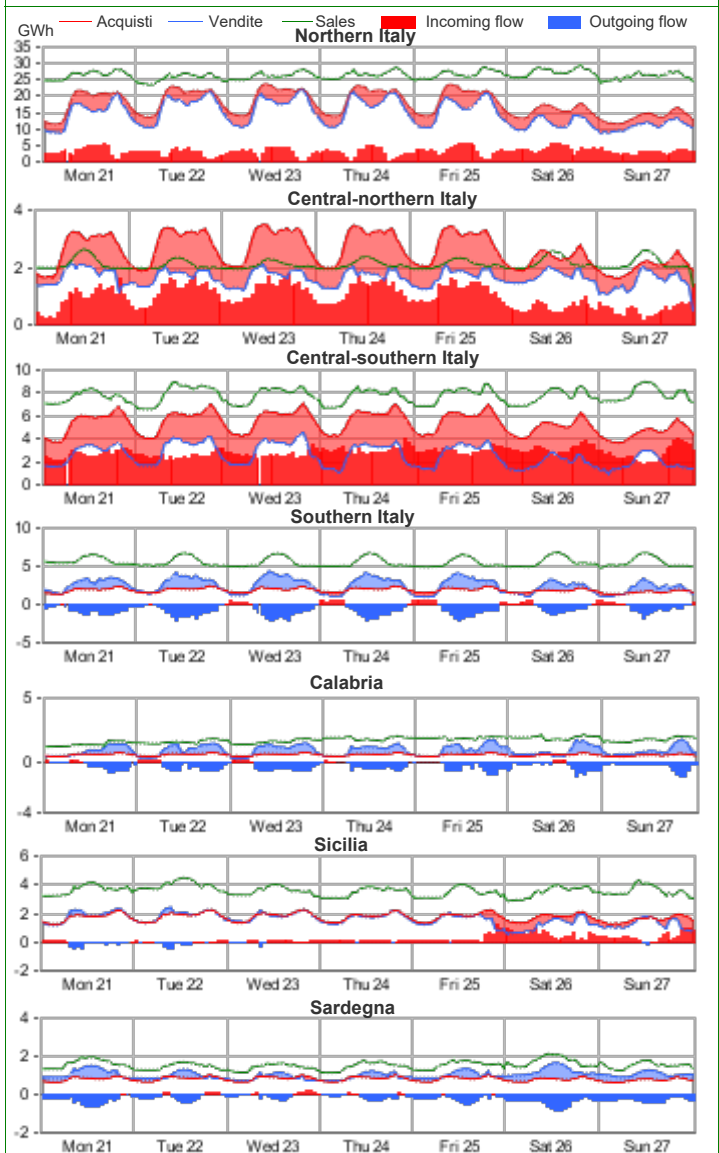 GWh Acquisti Vendite Sales Incoming flow Outgoing flow
Northern Italy
35
30
25
20
15
10
5
0
Mon 21 Tue 22 Wed 23 Thu 24 Fri 25 Sat 26 Sun 27
Central-northern Italy
4
2
0
Mon 21 Tue 22 Wed 23 Thu 24 Fri 25 Sat 26 Sun 27
Central-southern Italy
10
8
6
4
2
0
Mon 21 Tue 22 Wed 23 Thu 24 Fri 25 Sat 26 Sun 27
Southern Italy
10
5
0
-5
Mon 21 Tue 22 Wed 23 Thu 24 Fri 25 Sat 26 Sun 27
Calabria
5
0
-4
Mon 21 Tue 22 Wed 23 Thu 24 Fri 25 Sat 26 Sun 27
Sicilia
6
4
2
0
-2
Mon 21 Tue 22 Wed 23 Thu 24 Fri 25 Sat 26 Sun 27
Sardegna
4
2
0
-2
Mon 21 Tue 22 Wed 23 Thu 24 Fri 25 Sat 26 Sun 27